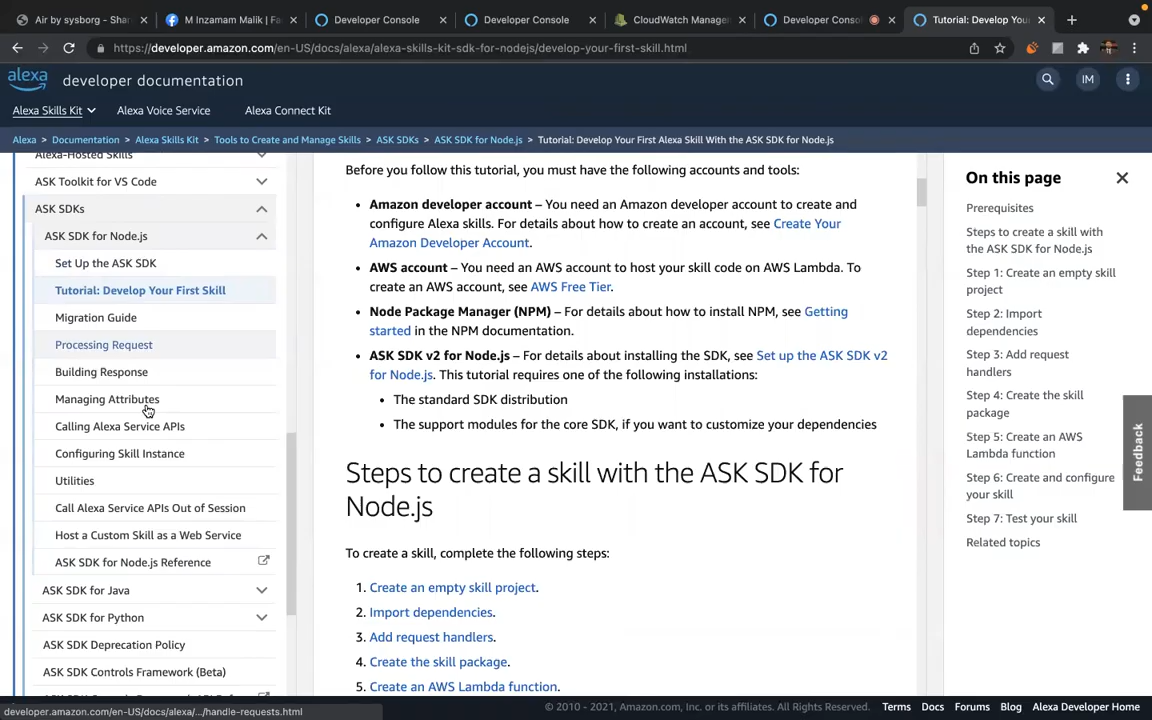 Air by sysborg - Shar
M Inzamam Malik | Fa
Developer Console
Developer Console
CloudWatch Manage
Developer Conso
Tutorial: Develop You
https://developer.amazon.com/en-US/docs/alexa/alexa-skills-kit-sdk-for-nodejs/develop-your-first-skill.html
alexa developer documentation
IM
Alexa Skills Kit
Alexa Voice Service
Alexa Connect Kit
Alexa > Documentation > Alexa Skills Kit > Tools to Create and Manage Skills > ASK SDKs > ASK SDK for Node.js > Tutorial: Develop Your First Alexa Skill With the ASK SDK for Node.js
Alexa-Hosted Skills
ASK Toolkit for VS Code
ASK SDKs
ASK SDK for Node.js
Set Up the ASK SDK
Tutorial: Develop Your First Skill
Migration Guide
Processing Request
Building Response
Managing Attributes
Calling Alexa Service APIs
Configuring Skill Instance
Utilities
Call Alexa Service APIs Out of Session
Host a Custom Skill as a Web Service
ASK SDK for Node.js Reference
ASK SDK for Java
ASK SDK for Python
ASK SDK Deprecation Policy
ASK SDK Controls Framework (Beta)
developer.amazon.com/en-US/docs/alexa/.../handle-requests.html
Before you follow this tutorial, you must have the following accounts and tools:
• Amazon developer account – You need an Amazon developer account to create and
configure Alexa skills. For details about how to create an account, see Create Your
Amazon Developer Account.
• AWS account – You need an AWS account to host your skill code on AWS Lambda. To
create an AWS account, see AWS Free Tier.
• Node Package Manager (NPM) – For details about how to install NPM, see Getting
started in the NPM documentation.
• ASK SDK v2 for Node.js – For details about installing the SDK, see Set up the ASK SDK v2
for Node.js. This tutorial requires one of the following installations:
• The standard SDK distribution
• The support modules for the core SDK, if you want to customize your dependencies
Steps to create a skill with the ASK SDK for
Node.js
To create a skill, complete the following steps:
1. Create an empty skill project.
2. Import dependencies.
3. Add request handlers.
4. Create the skill package.
5. Create an AWS Lambda function.
On this page
Prerequisites
Steps to create a skill with
the ASK SDK for Node.js
Step 1: Create an empty skill
project
Step 2: Import
dependencies
Step 3: Add request
handlers
Step 4: Create the skill
package
Step 5: Create an AWS
Lambda function
Step 6: Create and configure
your skill
Step 7: Test your skill
Related topics
Feedback
© 2010 - 2021, Amazon.com, Inc. or its affiliates. All Rights Reserved.
Terms
Docs
Forums
Blog
Alexa Developer Home